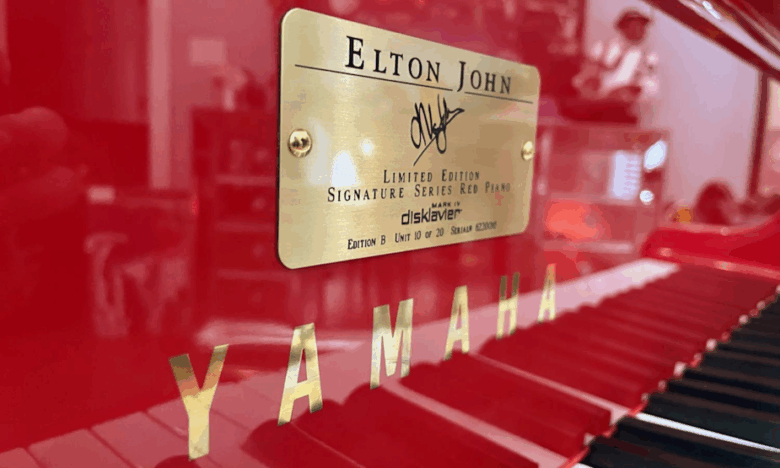 ELTON JOHN
LIMITED EDITION
SIGNATURE SERIES RED PIANO
MARK IV
disklavier
EDITION B UNIT 10 OF 20
YAMAHA